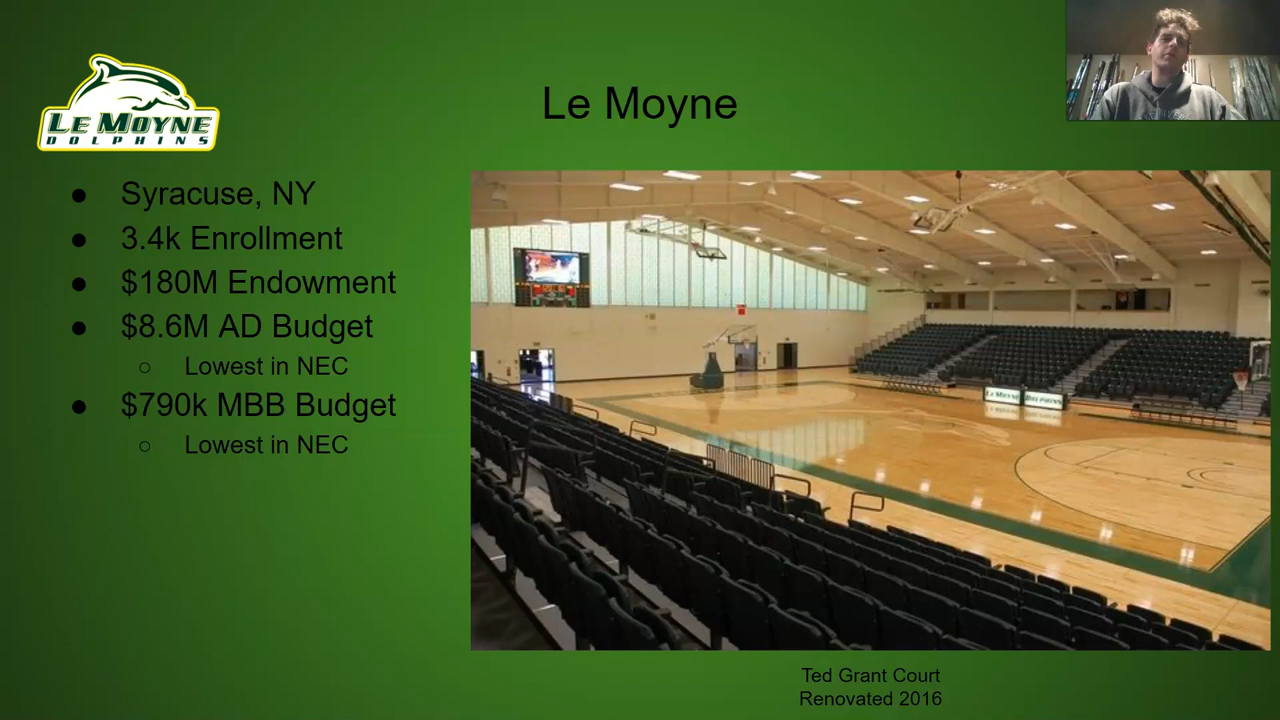 LE MOYNE
DOLPHINS
Le Moyne
● Syracuse, NY
● 3.4k Enrollment
● $180M Endowment
● $8.6M AD Budget
○ Lowest in NEC
● $790k MBB Budget
○ Lowest in NEC
LE MOYNE DOLPHINS
Ted Grant Court
Renovated 2016